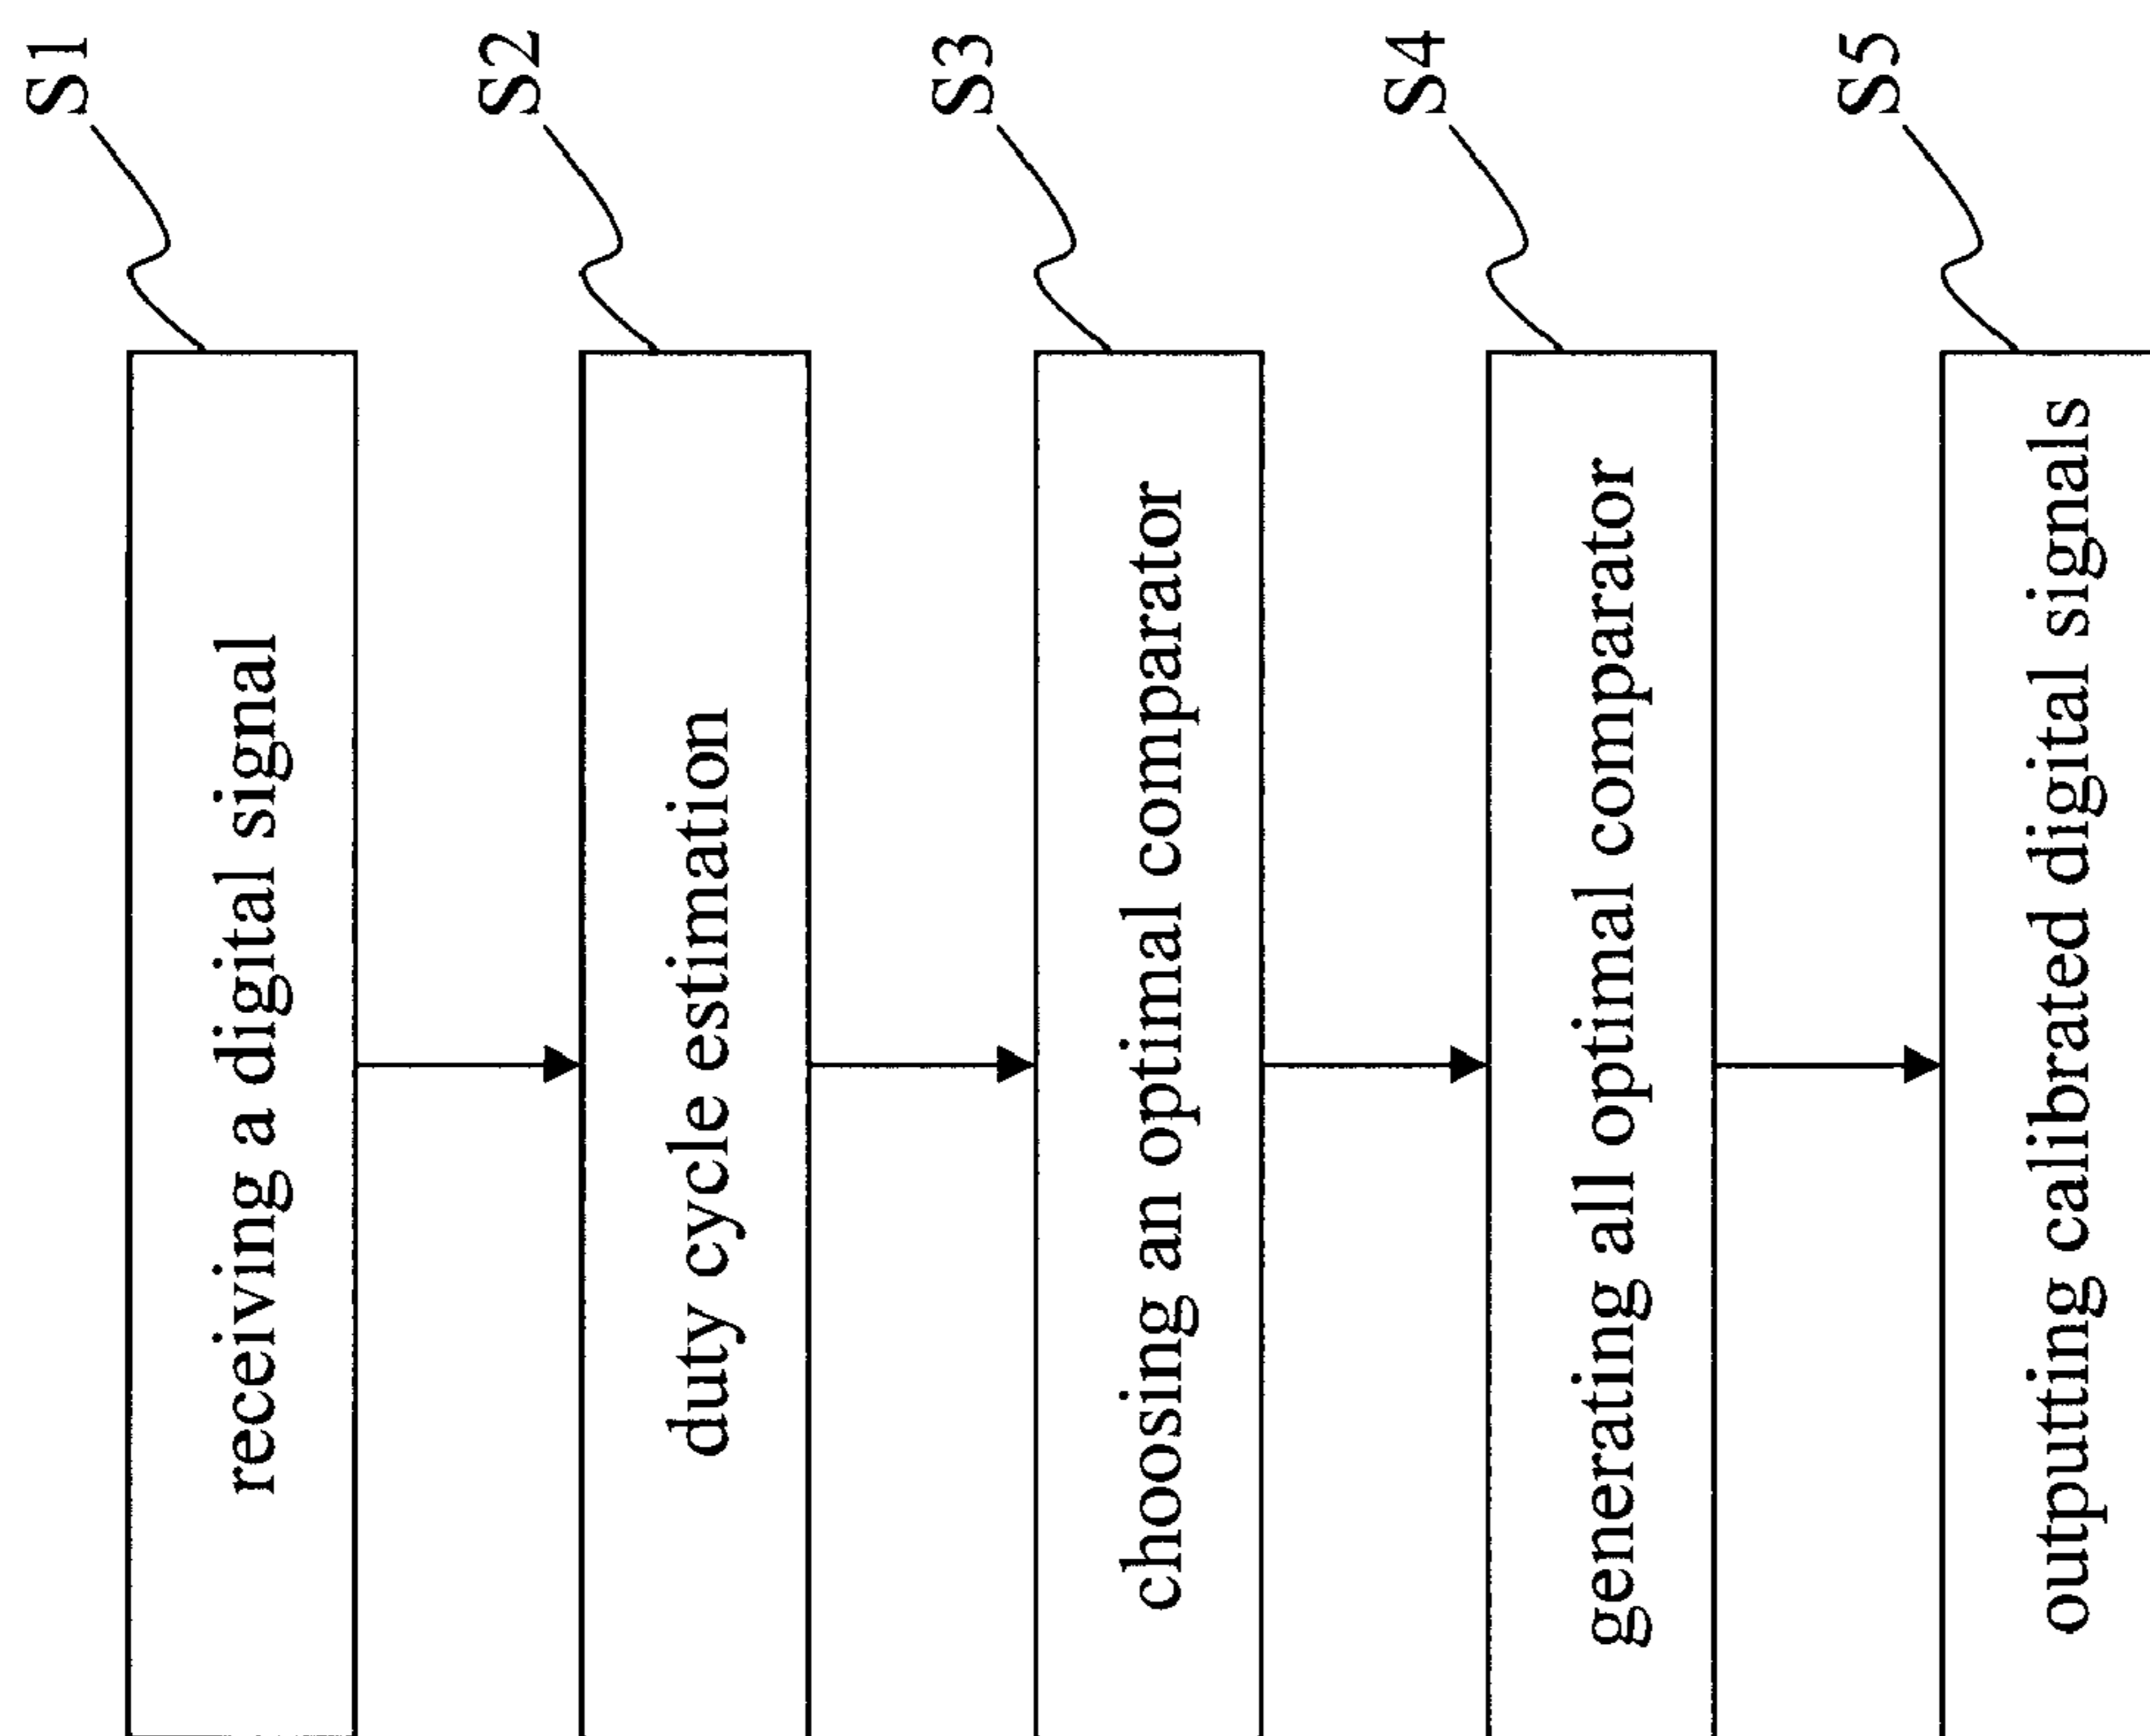 S1
receiving a digital signal
S2
duty cycle estimation
S3
choosing an optimal comparator
S4
generating all optimal comparator
S5
outputting calibrated digital signals